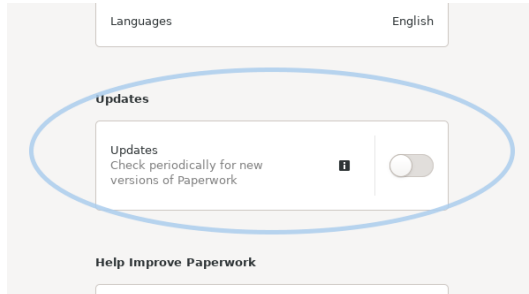 Languages English
Updates
Updates
Check periodically for new
versions of Paperwork
Help Improve Paperwork